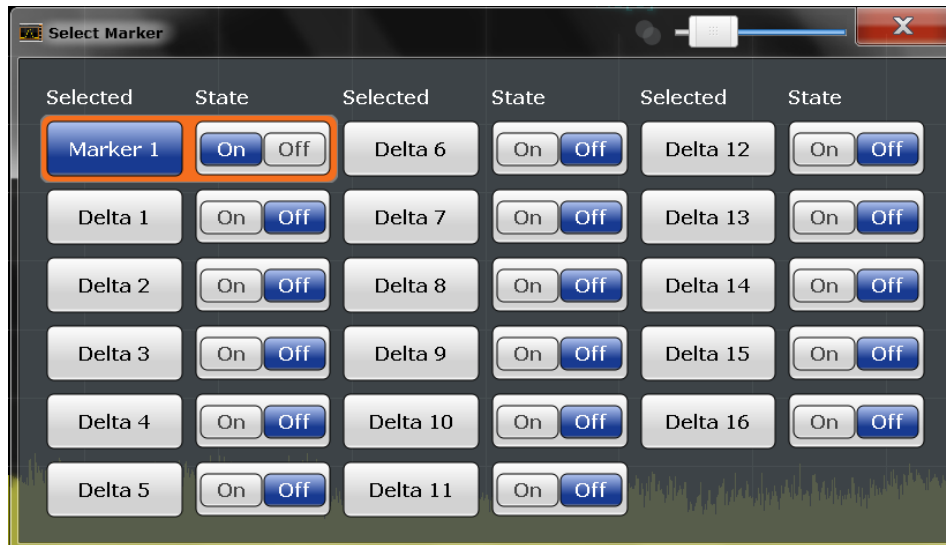 Select Marker
X
Selected State Selected State Selected State
Marker 1 On Off Delta 6 On Off Delta 12 On Off
Delta 1 On Off Delta 7 On Off Delta 13 On Off
Delta 2 On Off Delta 8 On Off Delta 14 On Off
Delta 3 On Off Delta 9 On Off Delta 15 On Off
Delta 4 On Off Delta 10 On Off Delta 16 On Off
Delta 5 On Off Delta 11 On Off